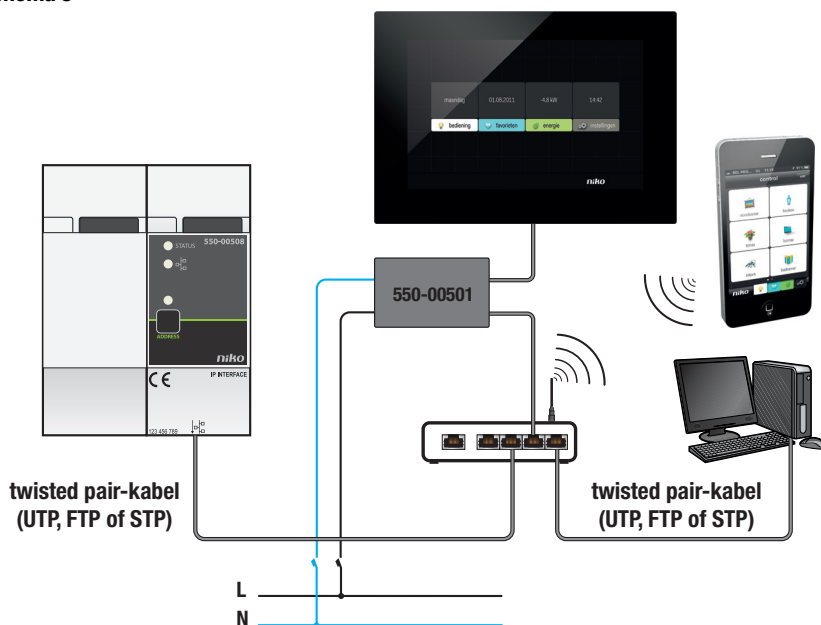 maandag 01.08.2011 -4,8 kW 14:42
bediening favorieten energie instellingen
niko
control
niko
STATUS 550-00508
ADDRESS
niko
CE IP INTERFACE
123 456 789
550-00501
twisted pair-kabel
(UTP, FTP of STP)
twisted pair-kabel
(UTP, FTP of STP)
L
N